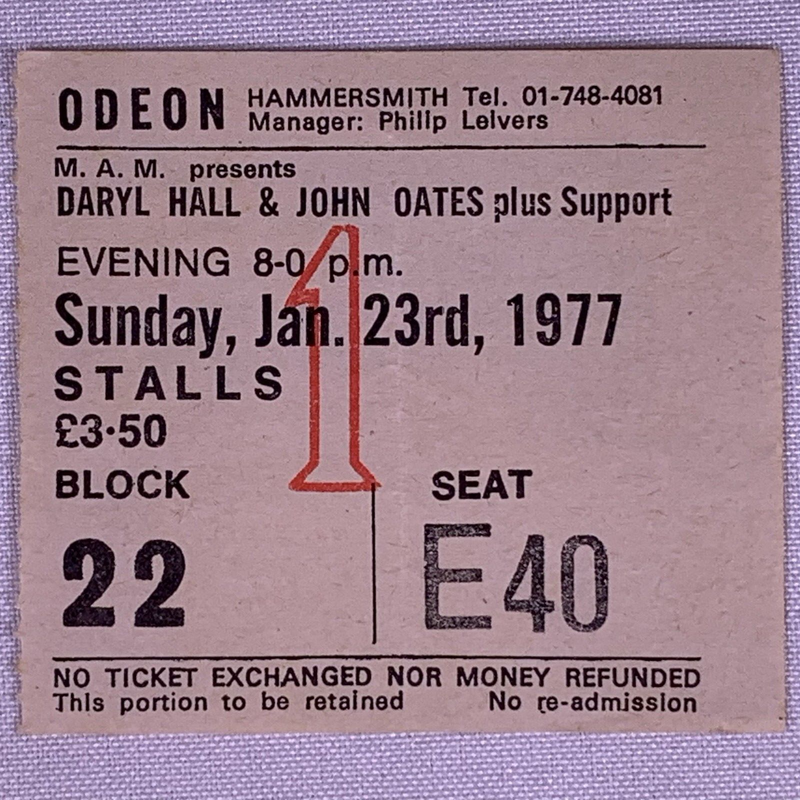 ODEON HAMMERSMITH Tel. 01-748-4081
Manager: Philip Leivers
M. A. M. presents
DARYL HALL & JOHN OATES plus Support
EVENING 8-0 p.m.
1
Sunday, Jan. 23rd, 1977
STALLS
£3·50
BLOCK SEAT
22 E40
NO TICKET EXCHANGED NOR MONEY REFUNDED
This portion to be retained No re-admission